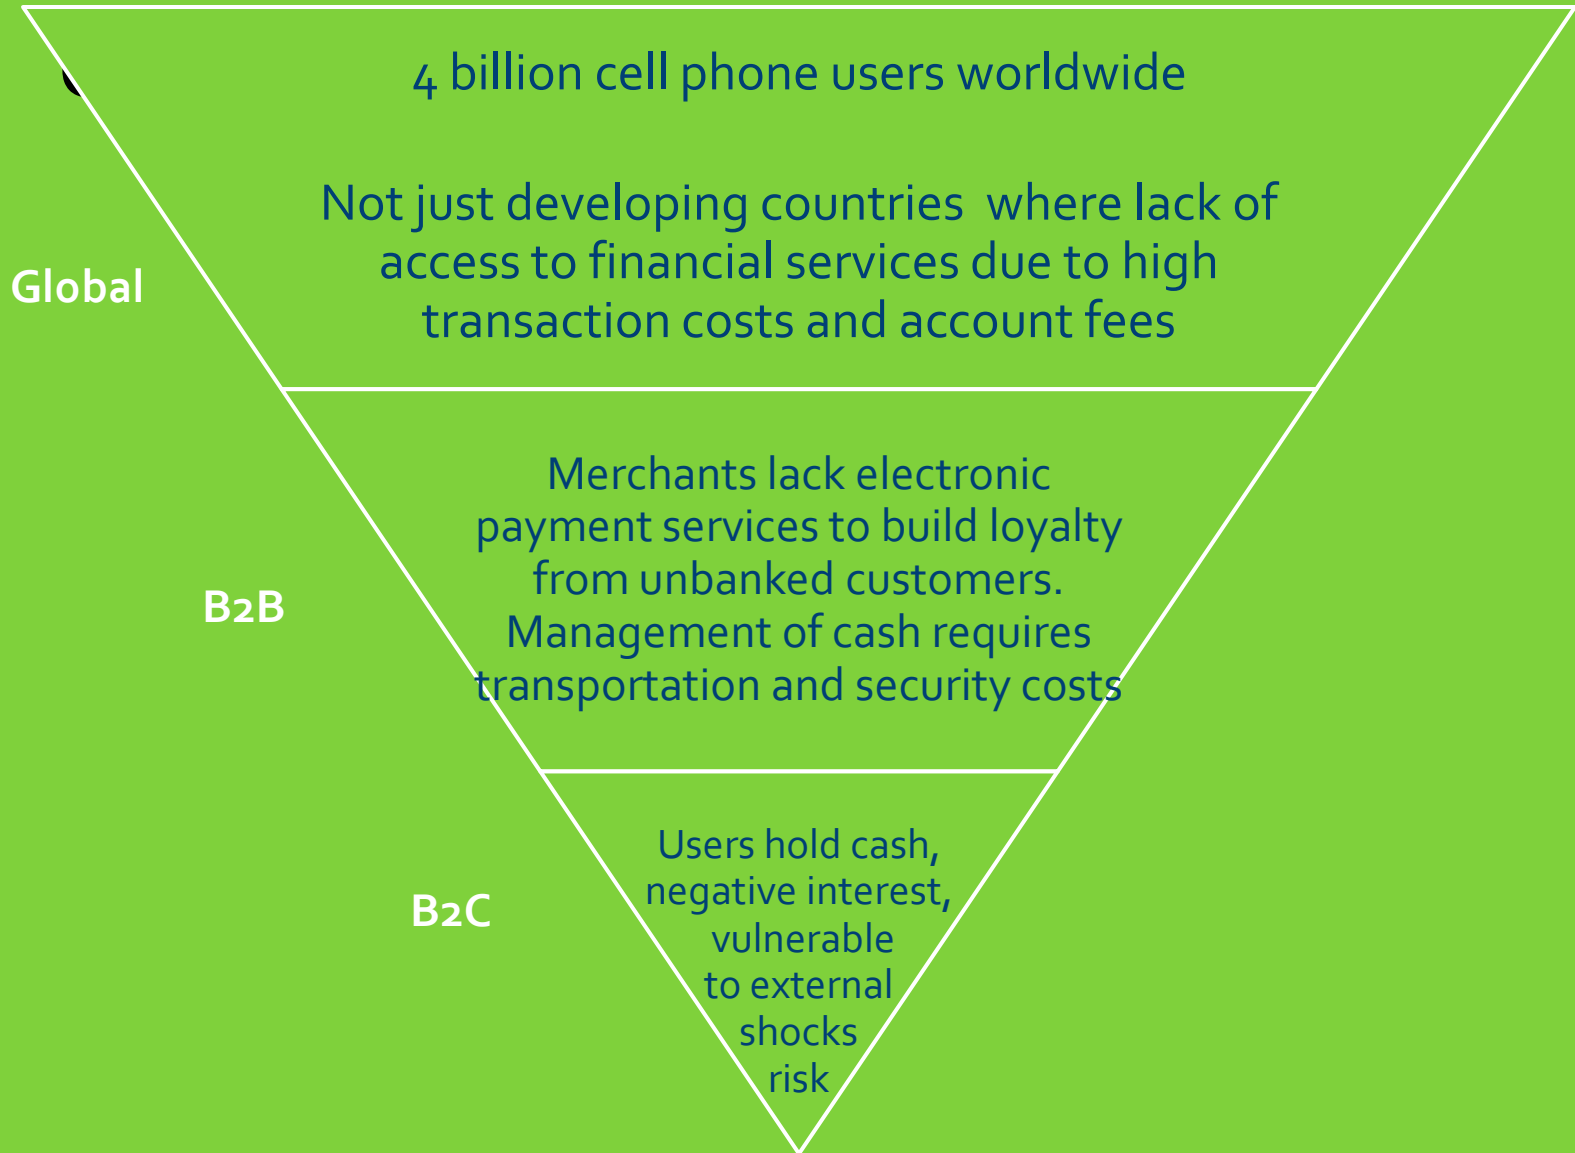 4 billion cell phone users worldwide
Not just developing countries  where lack of
access to financial services due to high
transaction costs and account fees
Global
Merchants lack electronic
payment services to build loyalty
from unbanked customers.
Management of cash requires
transportation and security costs
B2B
Users hold cash,
negative interest,
vulnerable
to external
shocks
risk
B2C